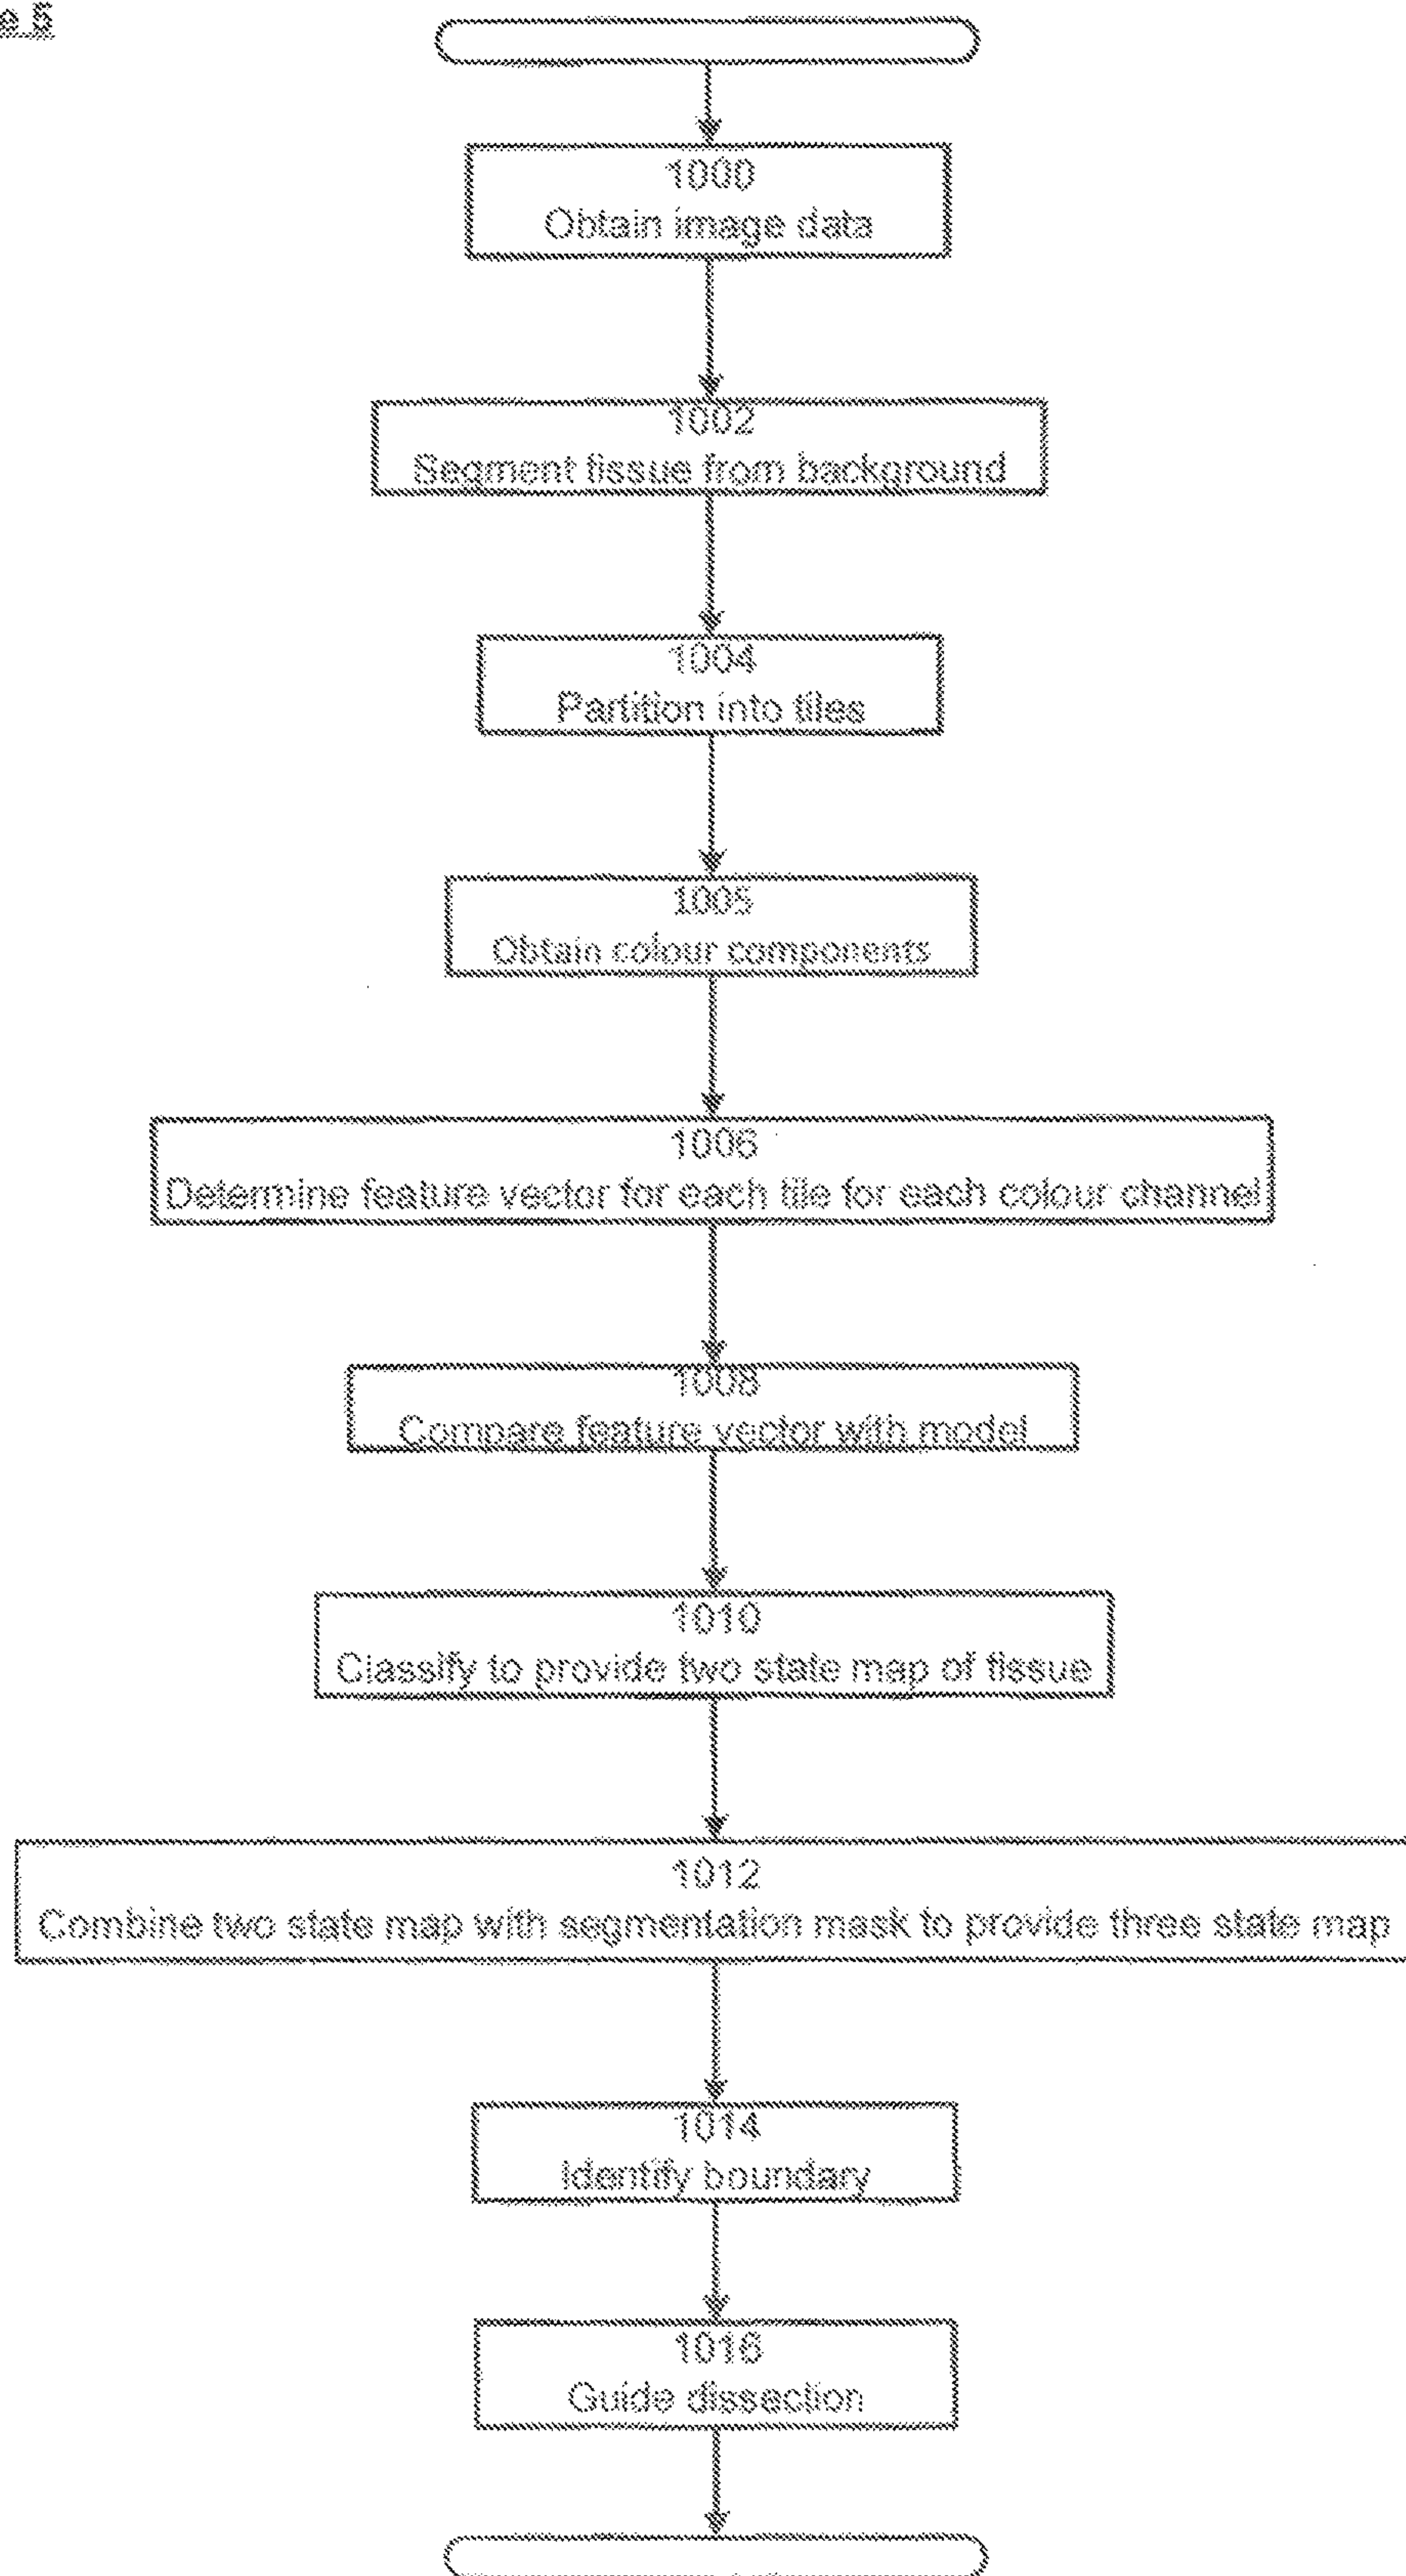 e 5
1000
Obtain image data
1002
Segment tissue from background
1004
Partition into tiles
1005
Obtain colour components
1006
Determine feature vector for each tile for each colour channel
1008
Compare feature vector with model
1010
Classify to provide two state map of tissue
1012
Combine two state map with segmentation mask to provide three state map
1014
Identify boundary
1016
Guide dissection